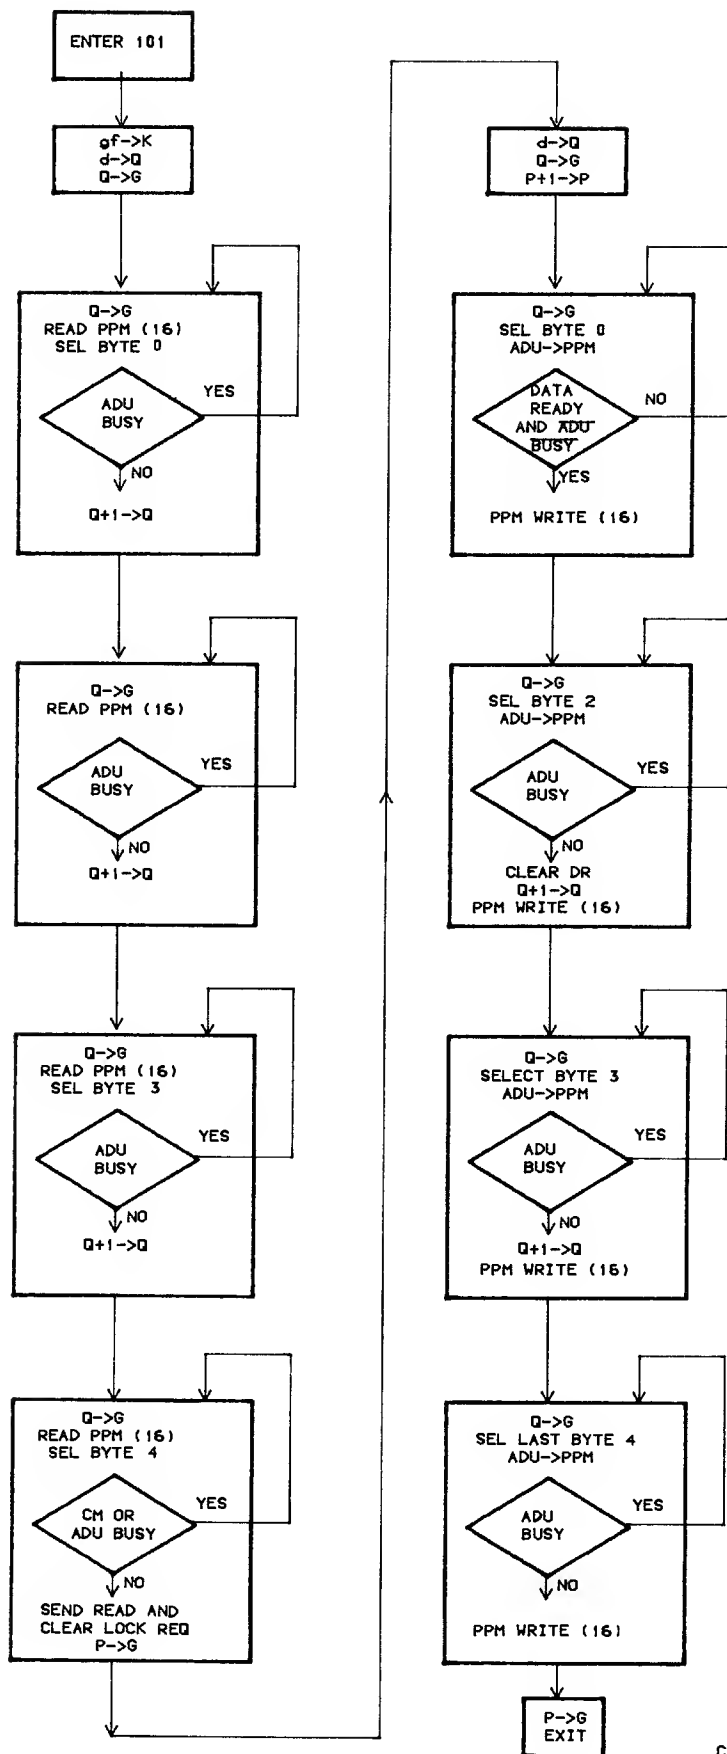 ENTER 101
gf->K
d->Q
Q->G
Q->G
READ PPM (16)
SEL BYTE 0
ADU
BUSY
YES
NO
Q+1->Q
Q->G
READ PPM (16)
ADU
BUSY
YES
NO
Q+1->Q
Q->G
READ PPM (16)
SEL BYTE 3
ADU
BUSY
YES
NO
Q+1->Q
Q->G
READ PPM (16)
SEL BYTE 4
CM OR
ADU BUSY
YES
NO
SEND READ AND
CLEAR LOCK REQ
P->G
d->Q
Q->G
P+1->P
Q->G
SEL BYTE 0
ADU->PPM
DATA
READY
AND ADU
BUSY
NO
YES
PPM WRITE (16)
Q->G
SEL BYTE 2
ADU->PPM
ADU
BUSY
YES
NO
CLEAR DR
Q+1->Q
PPM WRITE (16)
Q->G
SELECT BYTE 3
ADU->PPM
ADU
BUSY
YES
NO
Q+1->Q
PPM WRITE (16)
Q->G
SEL LAST BYTE 4
ADU->PPM
ADU
BUSY
YES
NO
PPM WRITE (16)
P->G
EXIT